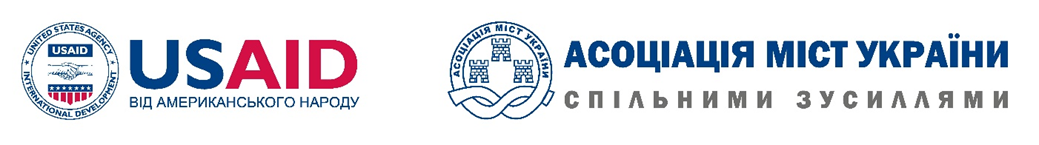 UNITED STATES AGENCY
USAID
INTERNATIONAL DEVELOPMENT
USAID
ВІД АМЕРИКАНСЬКОГО НАРОДУ
АСОЦІАЦІЯ МІСТ УКРАЇНИ
АСОЦІАЦІЯ МІСТ УКРАЇНИ
СПІЛЬНИМИ ЗУСИЛЛЯМИ